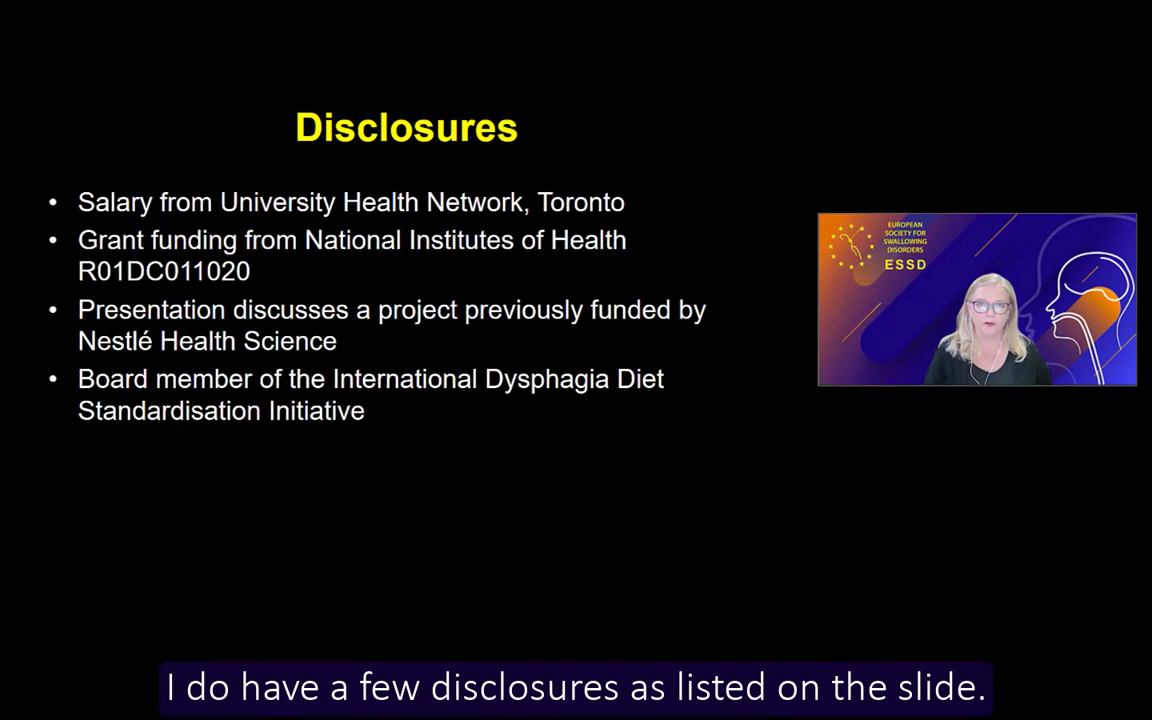 Disclosures
• Salary from University Health Network, Toronto
• Grant funding from National Institutes of Health
R01DC011020
• Presentation discusses a project previously funded by
Nestlé Health Science
• Board member of the International Dysphagia Diet
Standardisation Initiative
EUROPEAN
SOCIETY FOR
SWALLOWING
DISORDERS
ESSD
I do have a few disclosures as listed on the slide.